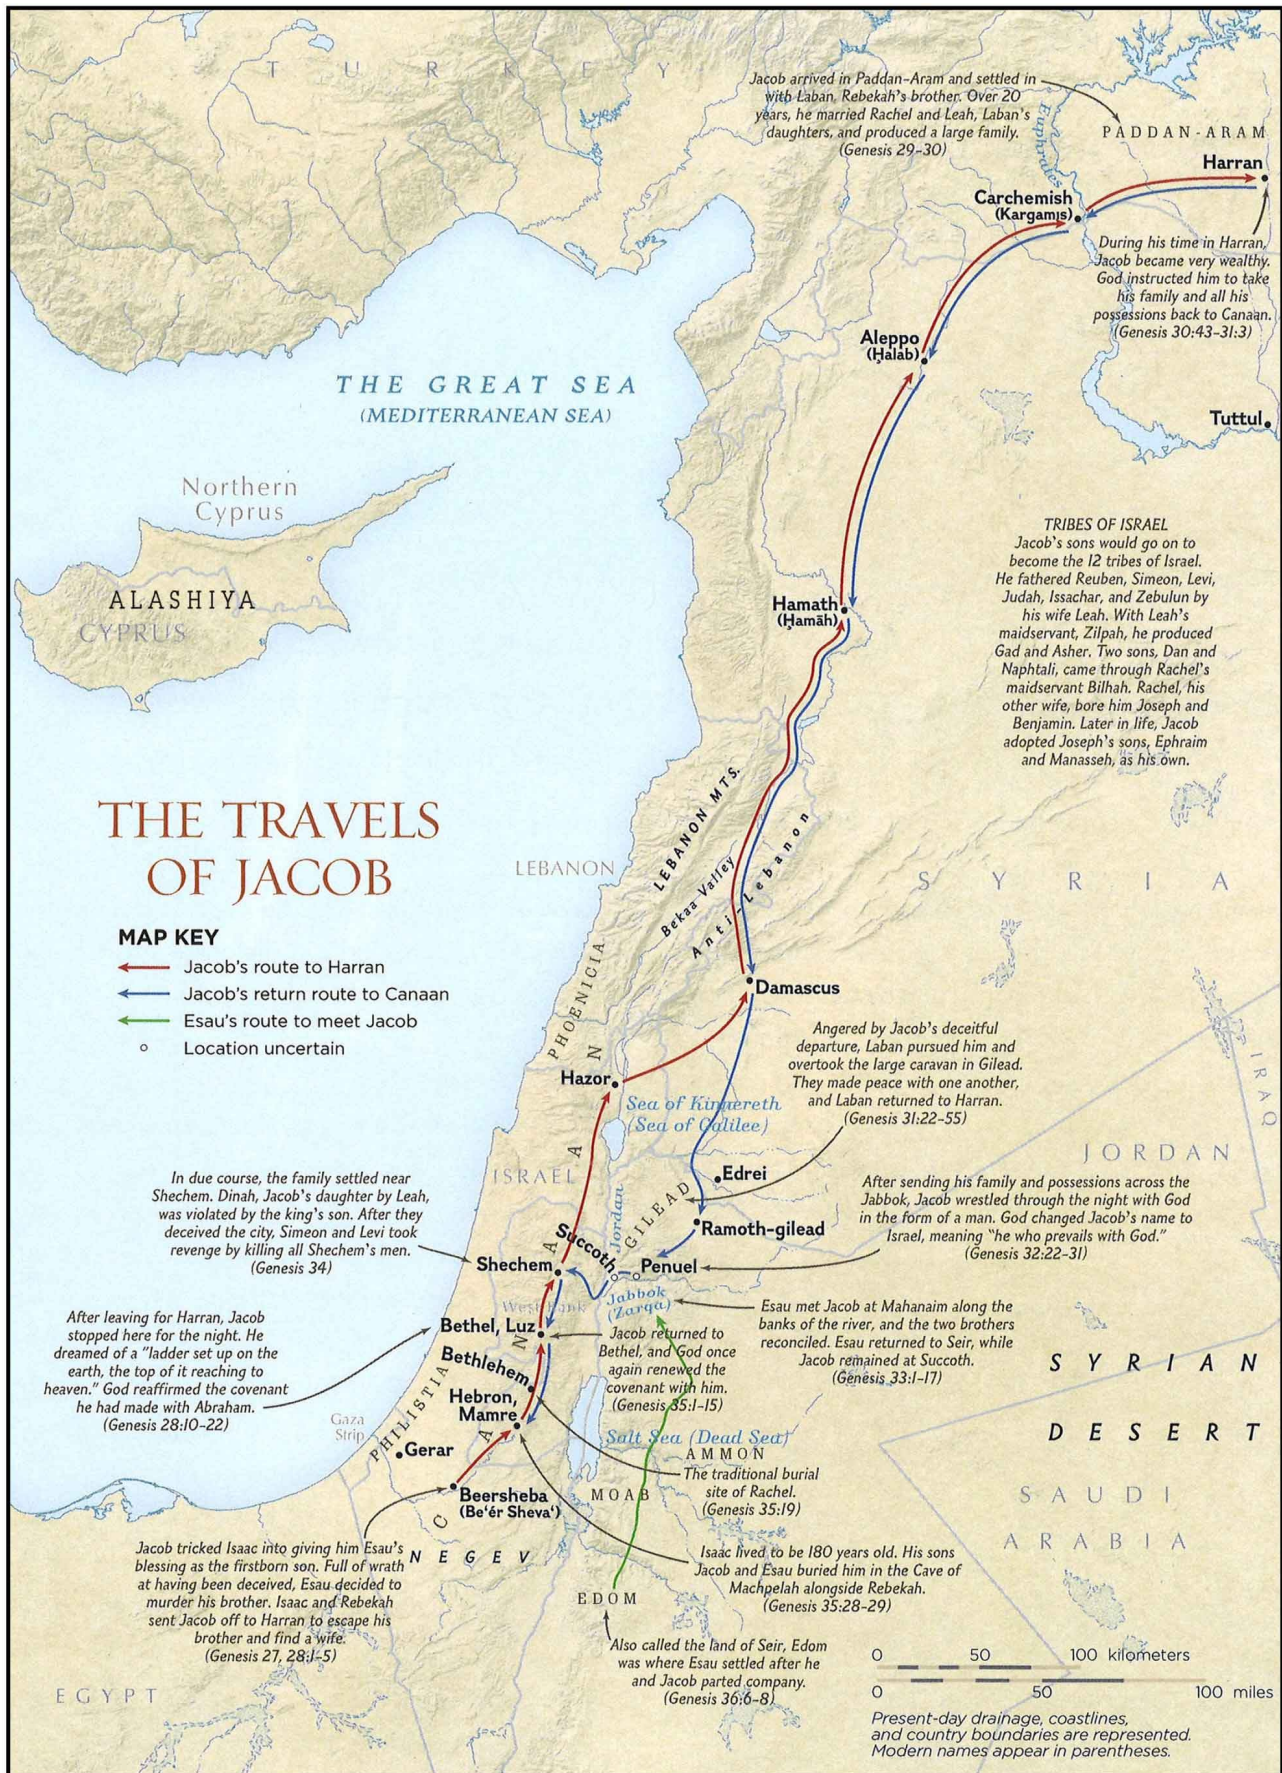 TURKEY
Jacob arrived in Paddan-Aram and settled in
with Laban, Rebekah's brother. Over 20
years, he married Rachel and Leah, Laban's
daughters, and produced a large family.
(Genesis 29–30)
Euphrates
PADDAN-ARAM
Harran
Carchemish
(Kargamış)
During his time in Harran,
Jacob became very wealthy.
God instructed him to take
his family and all his
possessions back to Canaan.
(Genesis 30:43–31:3)
Aleppo
(Ḩalab)
THE GREAT SEA
(MEDITERRANEAN SEA)
Tuttul
Northern
Cyprus
ALASHIYA
CYPRUS
TRIBES OF ISRAEL
Jacob's sons would go on to
become the 12 tribes of Israel.
He fathered Reuben, Simeon, Levi,
Judah, Issachar, and Zebulun by
his wife Leah. With Leah's
maidservant, Zilpah, he produced
Gad and Asher. Two sons, Dan and
Naphtali, came through Rachel's
maidservant Bilhah. Rachel, his
other wife, bore him Joseph and
Benjamin. Later in life, Jacob
adopted Joseph's sons, Ephraim
and Manasseh, as his own.
Hamath
(Ḩamāh)
THE TRAVELS
OF JACOB
LEBANON MTS.
LEBANON
Bekaa Valley
Anti-Lebanon
SYRIA
MAP KEY
Jacob's route to Harran
Jacob's return route to Canaan
Esau's route to meet Jacob
Location uncertain
PHOENICIA
Damascus
Angered by Jacob's deceitful
departure, Laban pursued him and
overtook the large caravan in Gilead.
They made peace with one another,
and Laban returned to Harran.
(Genesis 31:22–55)
IRAQ
Hazor
Sea of Kinnereth
(Sea of Galilee)
CANAAN
ISRAEL
JORDAN
In due course, the family settled near
Shechem. Dinah, Jacob's daughter by Leah,
was violated by the king's son. After they
deceived the city, Simeon and Levi took
revenge by killing all Shechem's men.
(Genesis 34)
Edrei
Jordan
GILEAD
Ramoth-gilead
After sending his family and possessions across the
Jabbok, Jacob wrestled through the night with God
in the form of a man. God changed Jacob's name to
Israel, meaning "he who prevails with God."
(Genesis 32:22–31)
Succoth
Shechem
Penuel
Jabbok
(Zarqa)
West Bank
After leaving for Harran, Jacob
stopped here for the night. He
dreamed of a "ladder set up on the
earth, the top of it reaching to
heaven." God reaffirmed the covenant
he had made with Abraham.
(Genesis 28:10–22)
Bethel, Luz
Jacob returned to
Bethel, and God once
again renewed the
covenant with him.
(Genesis 35:1–15)
Esau met Jacob at Mahanaim along the
banks of the river, and the two brothers
reconciled. Esau returned to Seir, while
Jacob remained at Succoth.
(Genesis 33:1–17)
SYRIAN
DESERT
Bethlehem
Hebron,
Mamre
PHILISTIA
Gaza
Strip
Gerar
Salt Sea (Dead Sea)
AMMON
The traditional burial
site of Rachel.
(Genesis 35:19)
Beersheba
(Be'ér Sheva')
MOAB
SAUDI
ARABIA
Jacob tricked Isaac into giving him Esau's
blessing as the firstborn son. Full of wrath
at having been deceived, Esau decided to
murder his brother. Isaac and Rebekah
sent Jacob off to Harran to escape his
brother and find a wife.
(Genesis 27, 28:1–5)
NEGEV
Isaac lived to be 180 years old. His sons
Jacob and Esau buried him in the Cave of
Machpelah alongside Rebekah.
(Genesis 35:28–29)
EDOM
Also called the land of Seir, Edom
was where Esau settled after he
and Jacob parted company.
(Genesis 36:6–8)
EGYPT
0 50 100 kilometers
0 50 100 miles
Present-day drainage, coastlines,
and country boundaries are represented.
Modern names appear in parentheses.